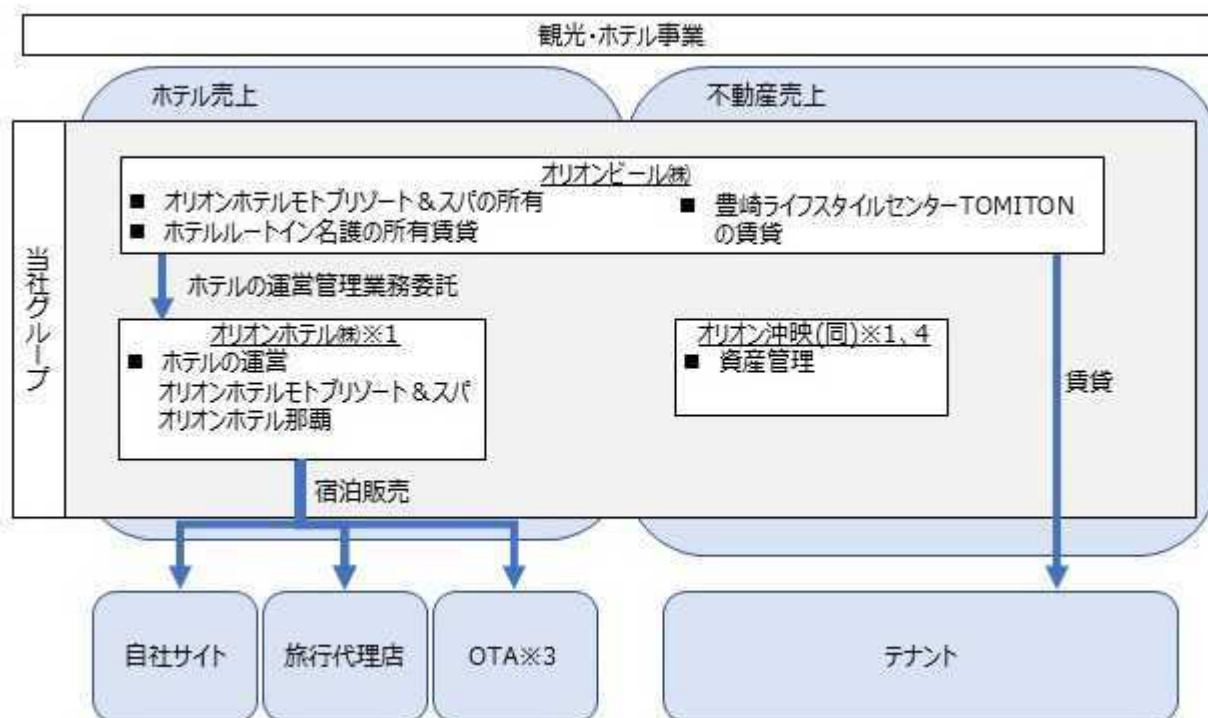 観光・ホテル事業
ホテル売上
不動産売上
当社グループ
オリオンビール㈱
■ オリオンホテルモトブリゾート&スパの所有
■ ホテルルートイン名護の所有賃貸
■ 豊崎ライフスタイルセンターTOMITON
の賃貸
ホテルの運営管理業務委託
オリオンホテル㈱※1
■ ホテルの運営
オリオンホテルモトブリゾート&スパ
オリオンホテル那覇
オリオン沖映(同)※1、4
■ 資産管理
賃貸
宿泊販売
自社サイト
旅行代理店
OTA※3
テナント